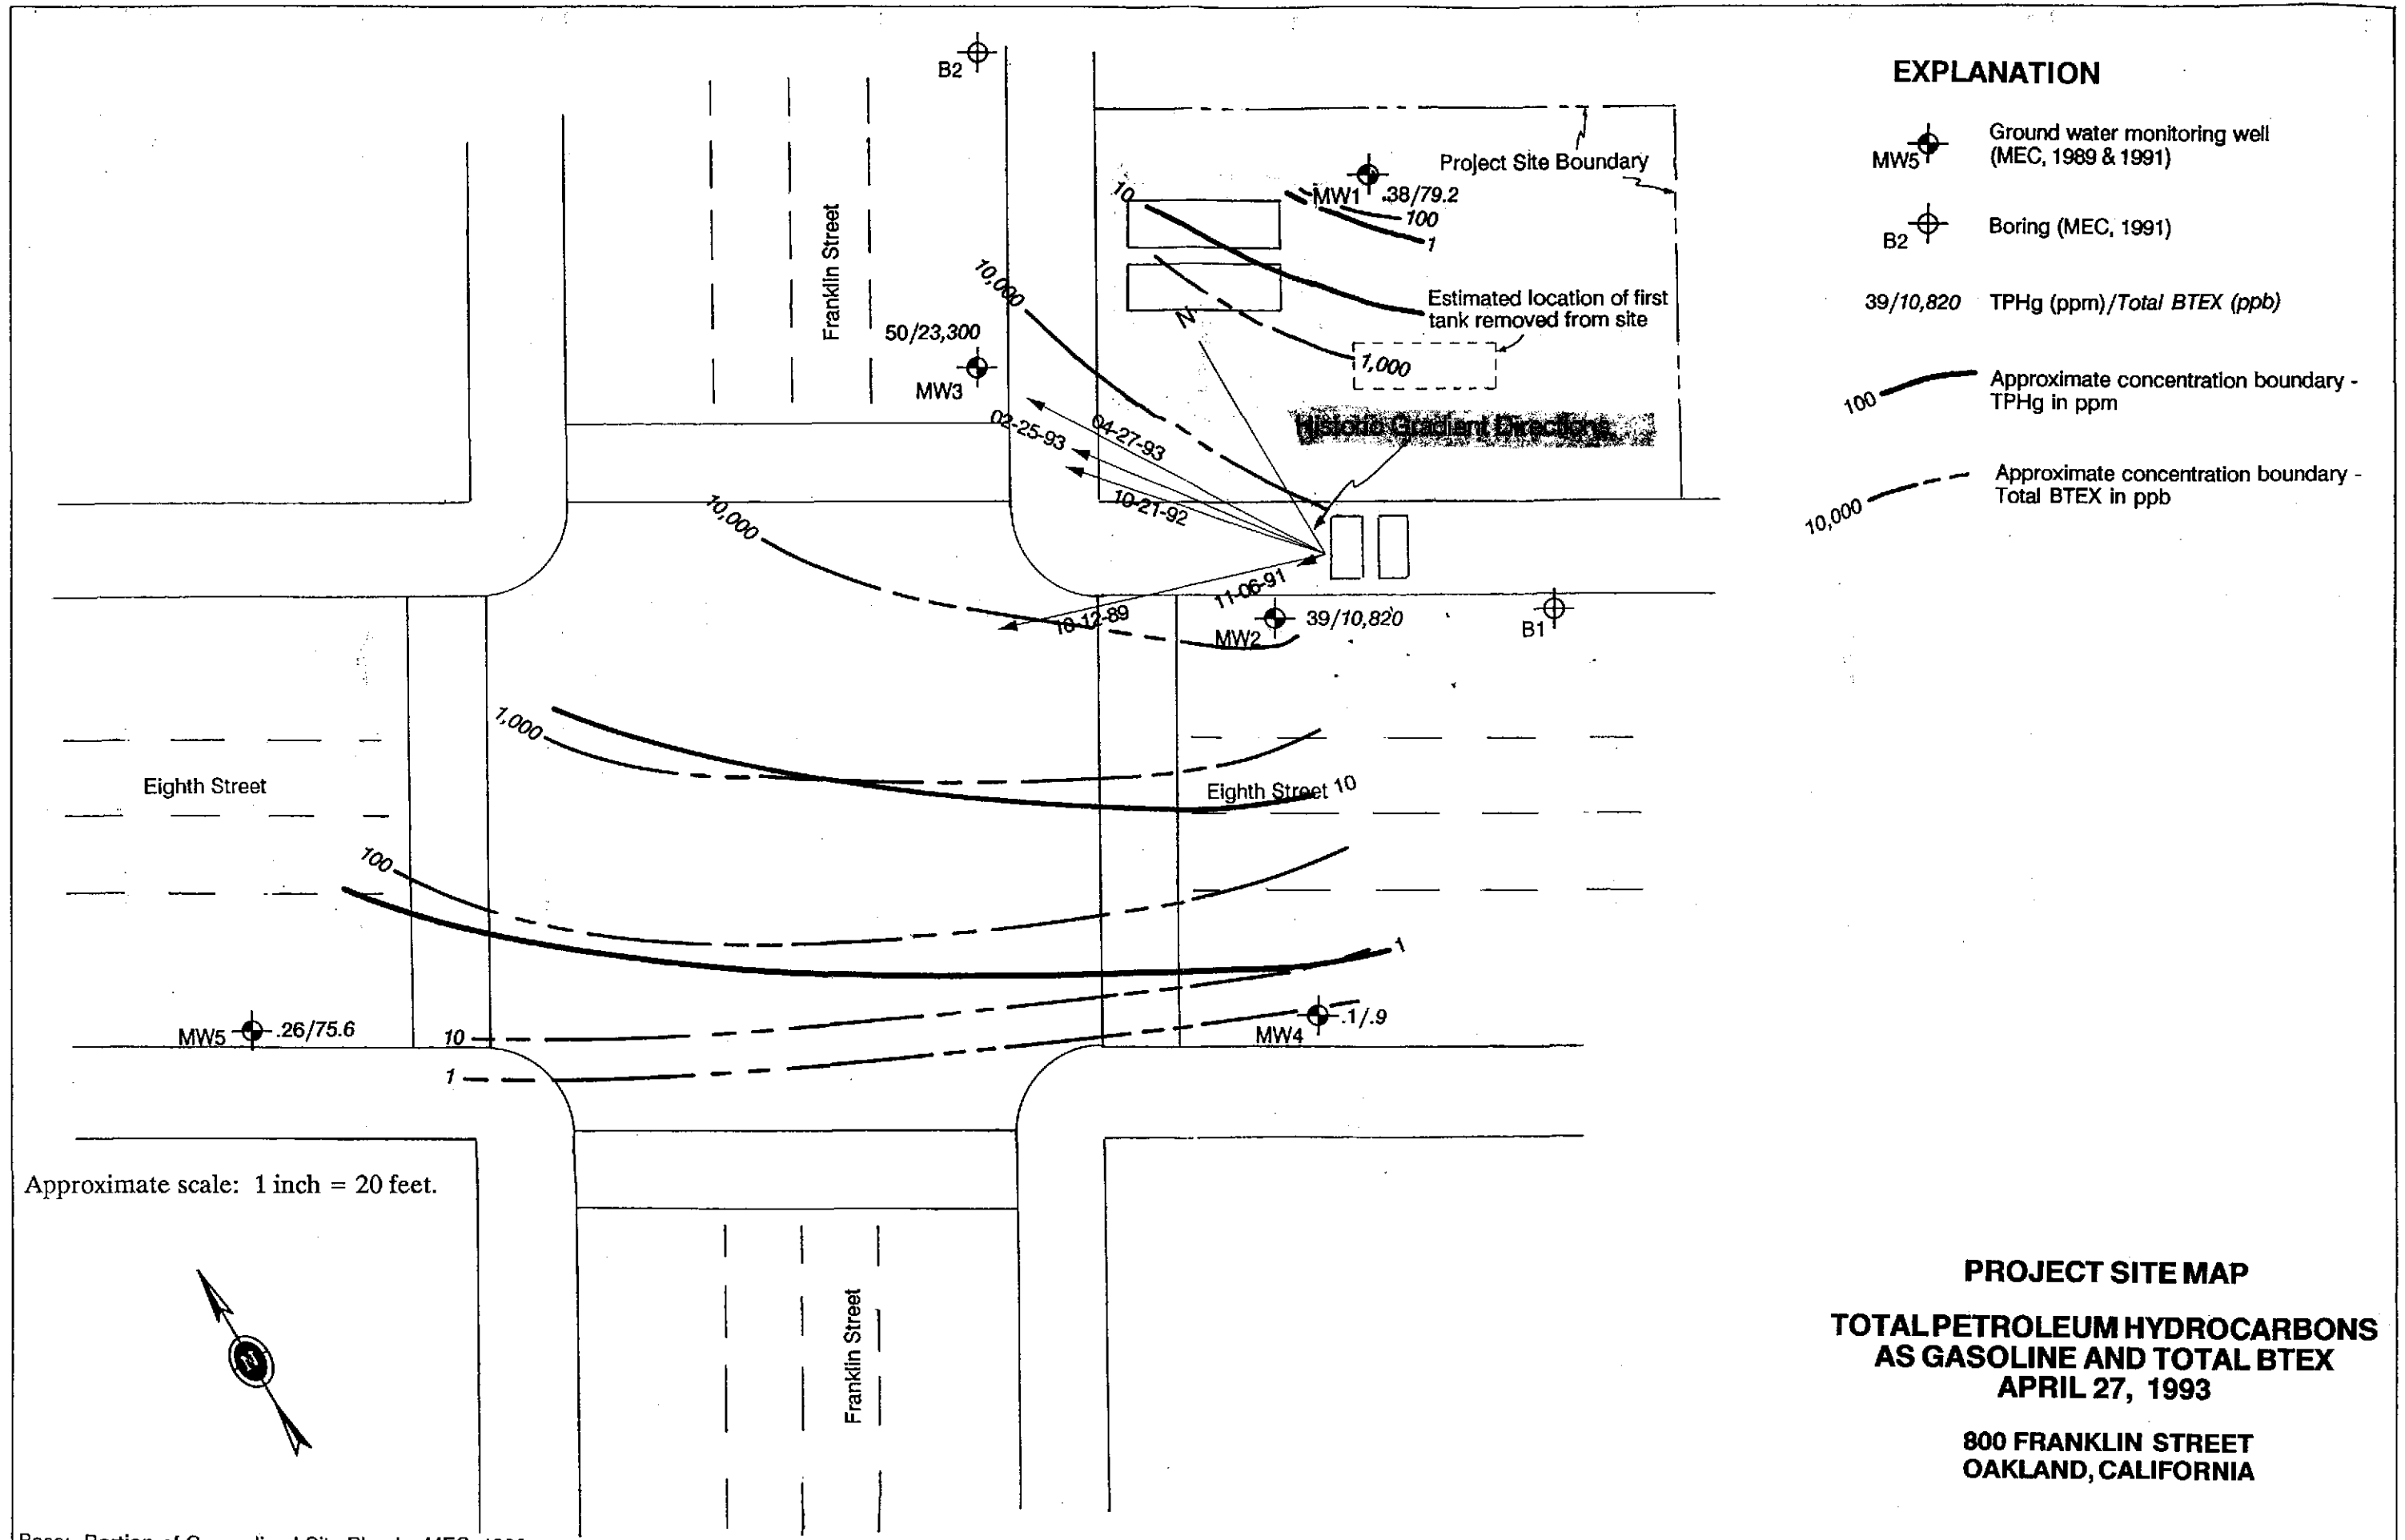 B2
Franklin Street
50/23,300
MW3
10,000
10
MW1
.38/79.2
100
1
Project Site Boundary
Estimated location of first
tank removed from site
1,000
N
Historic Gradient Directions
04-27-93
02-25-93
10-21-92
11-06-91
10-12-89
10,000
MW2
39/10,820
B1
1,000
Eighth Street
Eighth Street
10
100
1
MW5
.26/75.6
10
1
MW4
.1/.9
Approximate scale: 1 inch = 20 feet.
N
Franklin Street
EXPLANATION
MW5
Ground water monitoring well
(MEC, 1989 & 1991)
B2
Boring (MEC, 1991)
39/10,820
TPHg (ppm)/Total BTEX (ppb)
100
Approximate concentration boundary -
TPHg in ppm
10,000
Approximate concentration boundary -
Total BTEX in ppb
PROJECT SITE MAP
TOTAL PETROLEUM HYDROCARBONS
AS GASOLINE AND TOTAL BTEX
APRIL 27, 1993
800 FRANKLIN STREET
OAKLAND, CALIFORNIA